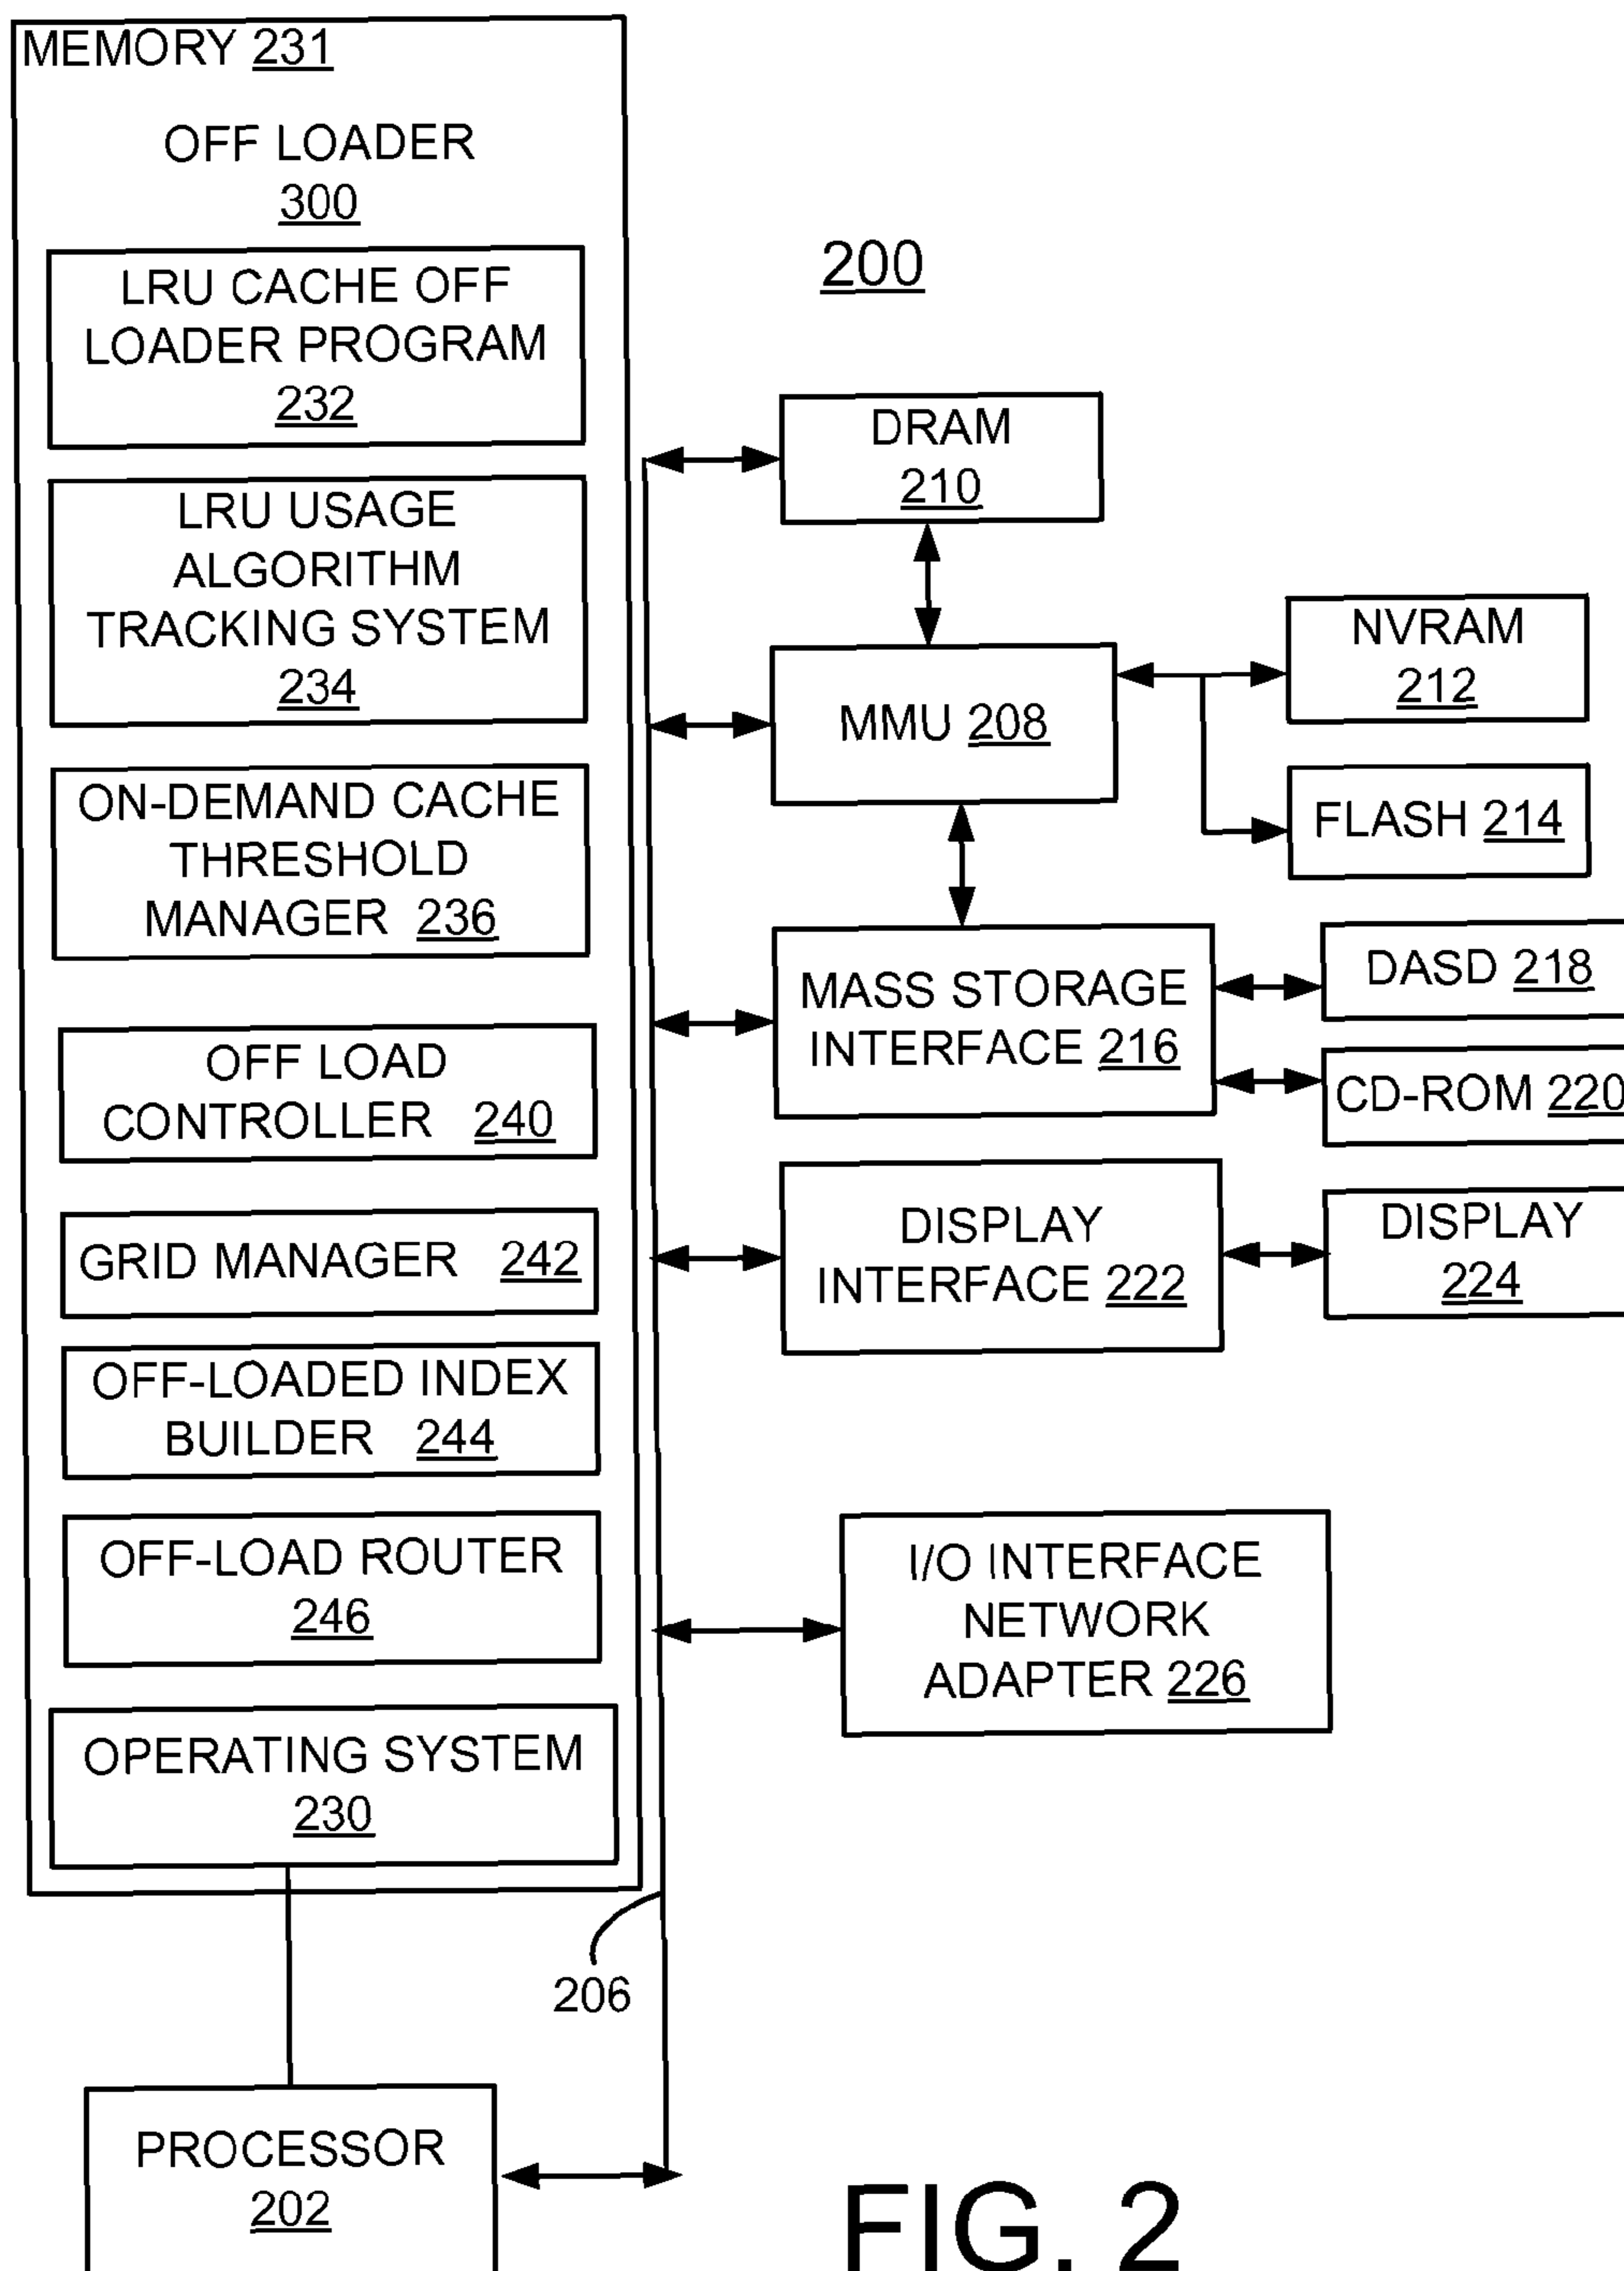 MEMORY 231
OFF LOADER
300
LRU CACHE OFF
LOADER PROGRAM
232
LRU USAGE
ALGORITHM
TRACKING SYSTEM
234
ON-DEMAND CACHE
THRESHOLD
MANAGER 236
OFF LOAD
CONTROLLER 240
GRID MANAGER 242
OFF-LOADED INDEX
BUILDER 244
OFF-LOAD ROUTER
246
OPERATING SYSTEM
230
206
PROCESSOR
202
200
DRAM
210
MMU 208
NVRAM
212
FLASH 214
MASS STORAGE
INTERFACE 216
DASD 218
CD-ROM 220
DISPLAY
INTERFACE 222
DISPLAY
224
I/O INTERFACE
NETWORK
ADAPTER 226
FIG. 2